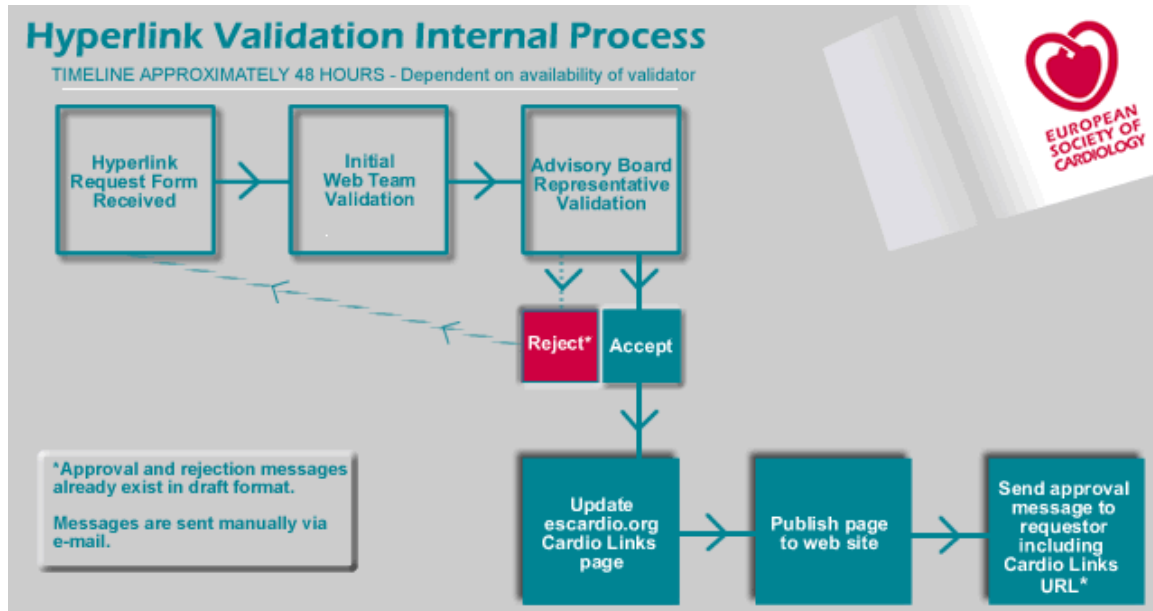 Hyperlink Validation Internal Process
TIMELINE APPROXIMATELY 48 HOURS - Dependent on availability of validator
EUROPEAN
SOCIETY OF
CARDIOLOGY
Hyperlink
Request Form
Received
Initial
Web Team
Validation
Advisory Board
Representative
Validation
Reject*
Accept
*Approval and rejection messages
already exist in draft format.
Messages are sent manually via
e-mail.
Update
escardio.org
Cardio Links
page
Publish page
to web site
Send approval
message to
requestor
including
Cardio Links
URL*